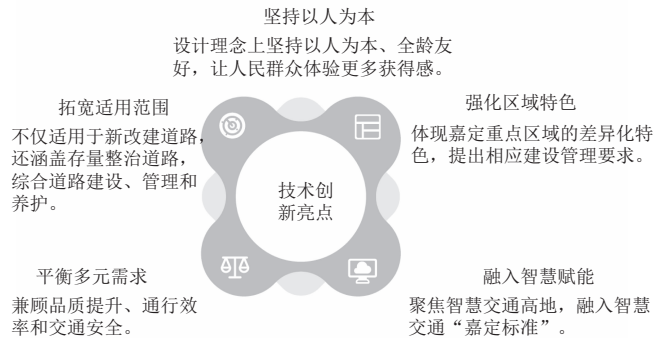 坚持以人为本
设计理念上坚持以人为本、全龄友
好，让人民群众体验更多获得感。
拓宽适用范围
不仅适用于新改建道路，
还涵盖存量整治道路，
综合道路建设、管理和
养护。
强化区域特色
体现嘉定重点区域的差异化特
色，提出相应建设管理要求。
技术创
新亮点
平衡多元需求
兼顾品质提升、通行效
率和交通安全。
融入智慧赋能
聚焦智慧交通高地，融入智慧
交通“嘉定标准”。